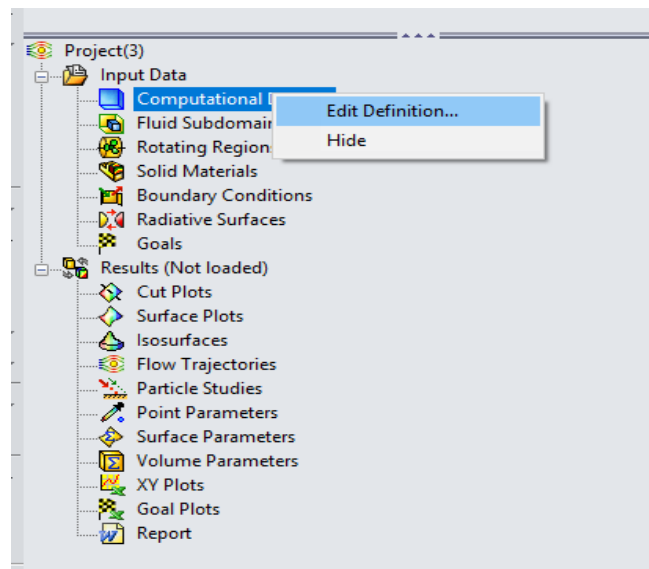 Project(3)
Input Data
Computational
Edit Definition...
Fluid
Hide
Rotating
Solid Materials
Boundary Conditions
Radiative Surfaces
Goals
Results (Not loaded)
Cut Plots
Surface Plots
Isosurfaces
Flow Trajectories
Particle Studies
Point Parameters
Surface Parameters
Volume Parameters
XY Plots
Goal Plots
Report